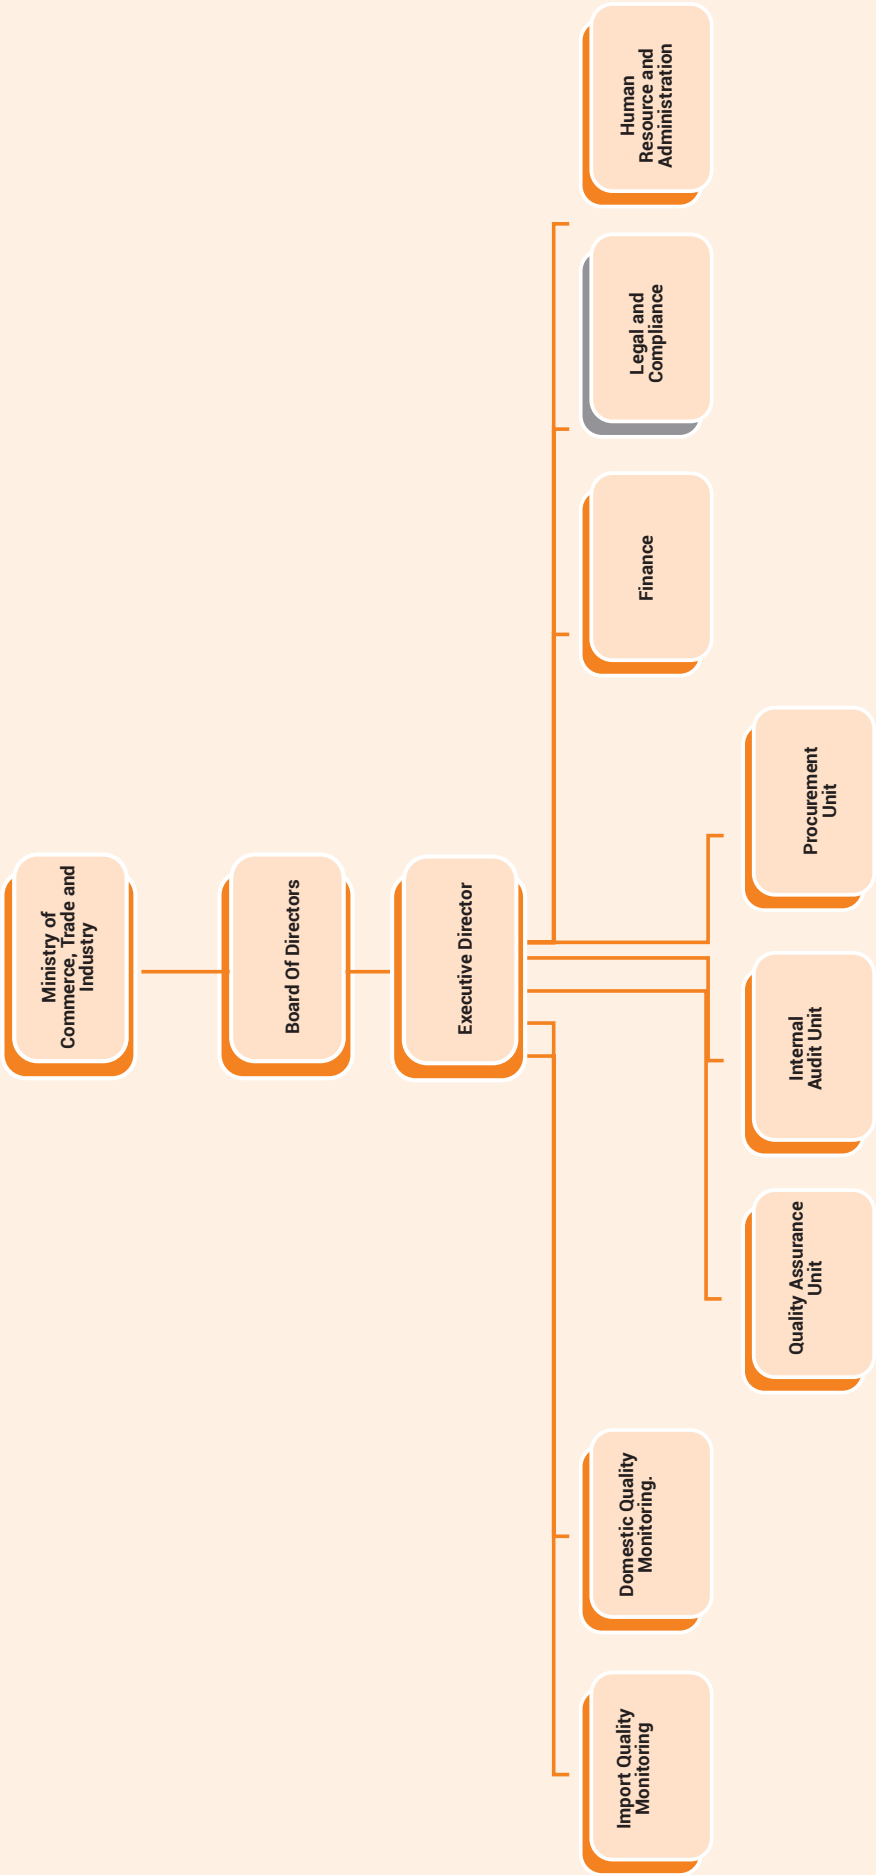 Ministry of
Commerce, Trade and
Industry
Board Of Directors
Executive Director
Import Quality
Monitoring
Domestic Quality
Monitoring.
Quality Assurance
Unit
Internal
Audit Unit
Procurement
Unit
Finance
Legal and
Compliance
Human
Resource and
Administration